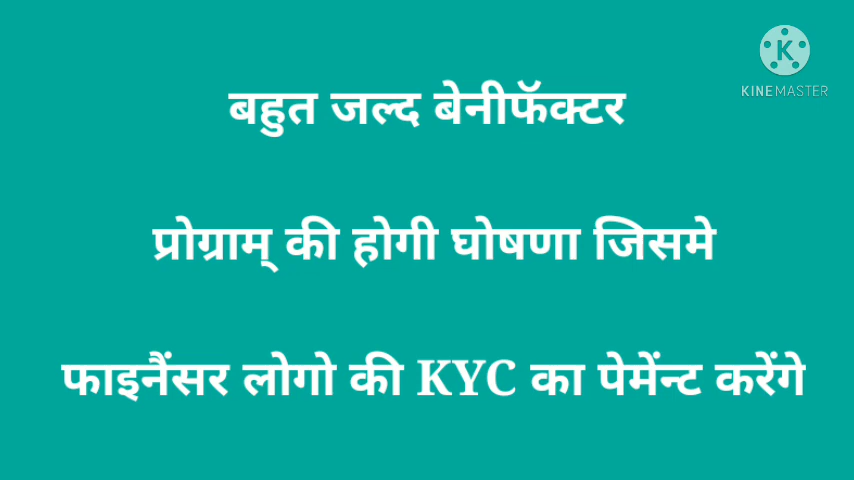 KINEMASTER
बहुत जल्द बेनीफॅक्टर
प्रोग्राम् की होगी घोषणा जिसमे
फाइनैंसर लोगो की KYC का पेमेंन्ट करेंगे